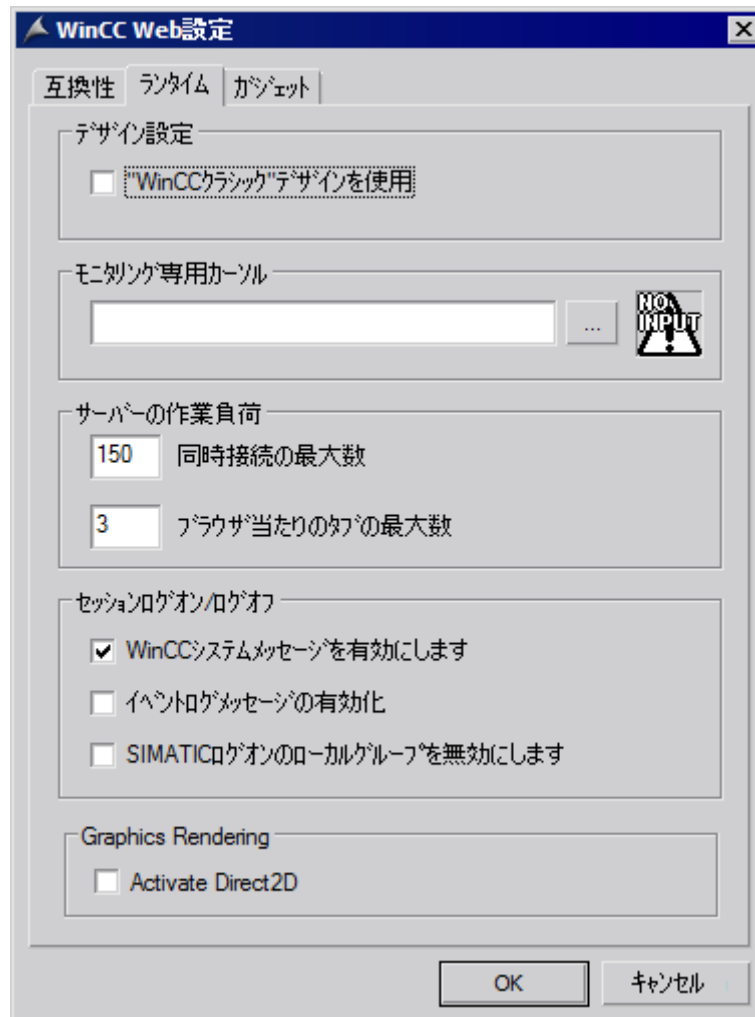 WinCC Web設定
互換性 ランタイム ガジェット
デザイン設定
"WinCCクラシック"デザインを使用
モニタリング専用カーソル
...
NO INPUT
サーバーの作業負荷
150 同時接続の最大数
3 ブラウザ当たりのタブの最大数
セッションログオン/ログオフ
WinCCシステムメッセージを有効にします
イベントログメッセージの有効化
SIMATICログオンのローカルグループを無効にします
Graphics Rendering
Activate Direct2D
OK キャンセル